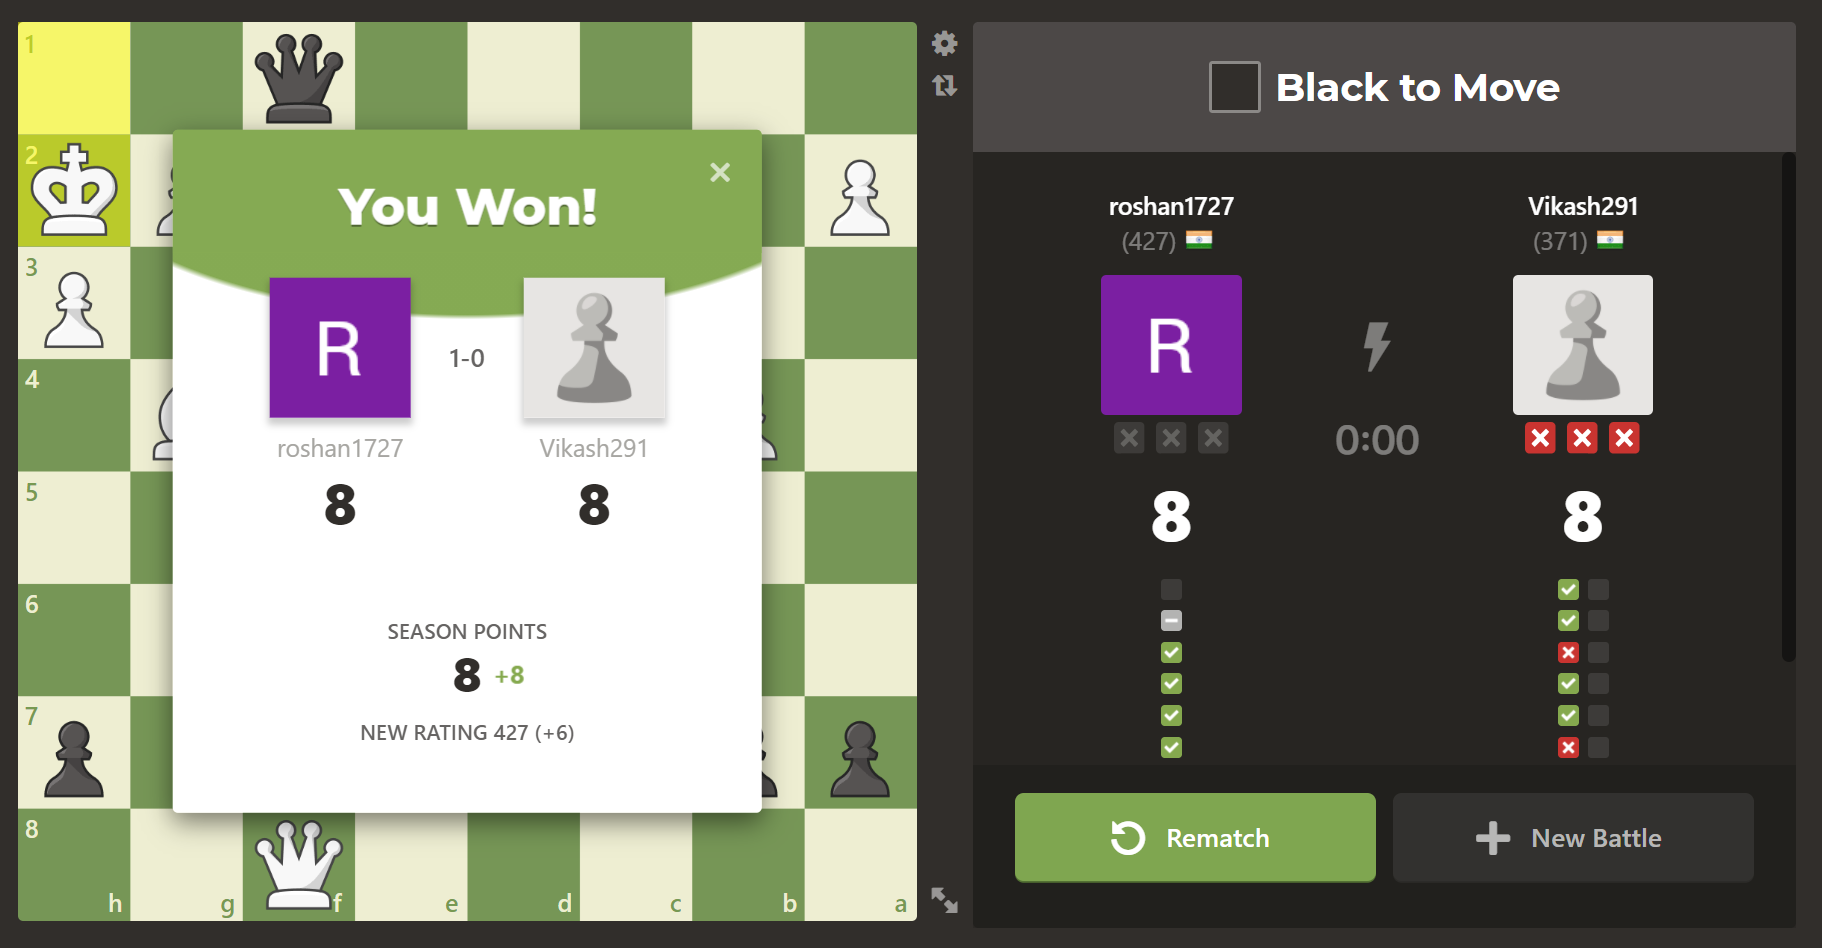 1
2
3
4
5
6
7
8
h
g
f
e
d
c
b
a
You Won!
R
1-0
roshan1727
Vikash291
8
8
SEASON POINTS
8 +8
NEW RATING 427 (+6)
Black to Move
roshan1727
(427)
Vikash291
(371)
R
0:00
8
8
Rematch
New Battle